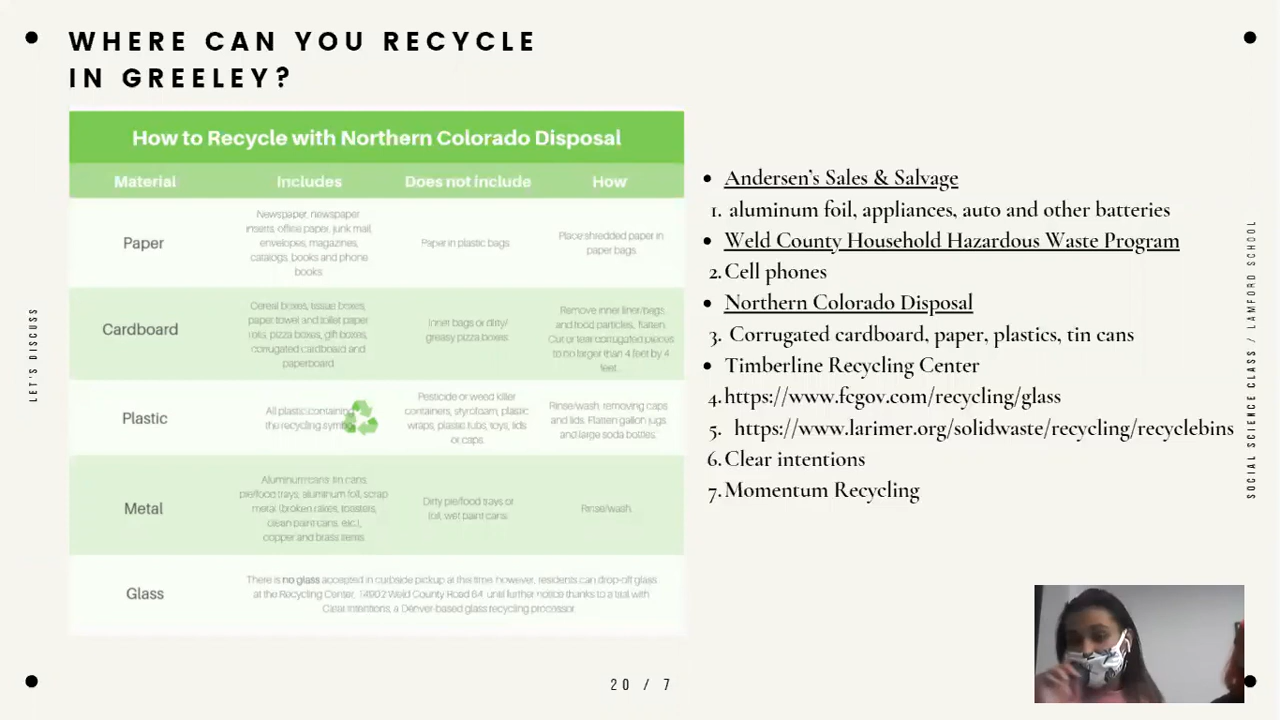 WHERE CAN YOU RECYCLE
IN GREELEY?
How to Recycle with Northern Colorado Disposal
Material Includes Does not include How
Paper
Newspaper, newspaper
inserts, office paper, junk mail,
envelopes, magazines,
catalogs, books and phone
books.
Paper in plastic bags
Place shredded paper in
paper bags.
Cardboard
Cereal boxes, tissue boxes,
paper towel and toilet paper
rolls, pizza boxes, gift boxes,
corrugated cardboard and
paperboard.
Inner bags or dirty/
greasy pizza boxes.
Remove inner liner/bags
and food particles, flatten.
Cut or tear corrugated pieces
to no larger than 4 feet by 4
feet.
Plastic
All plastic containing
the recycling symbol
Pesticide or weed killer
containers, styrofoam, plastic
wraps, plastic tubs, toys, lids
or caps.
Rinse/wash, removing caps
and lids. Flatten gallon jugs
and large soda bottles.
Metal
Aluminum cans, tin cans,
pie/food trays, aluminum foil, scrap
metal (broken rakes, toasters,
clean paint cans, etc.),
copper and brass items.
Dirty pie/food trays or
foil, wet paint cans.
Rinse/wash.
Glass
There is no glass accepted in curbside pickup at this time, however, residents can drop-off glass
at the Recycling Center, 14902 Weld County Road 64 until further notice thanks to a trial with
Clear Intentions, a Denver-based glass recycling processor.
• Andersen's Sales & Salvage
1. aluminum foil, appliances, auto and other batteries
• Weld County Household Hazardous Waste Program
2. Cell phones
• Northern Colorado Disposal
3. Corrugated cardboard, paper, plastics, tin cans
• Timberline Recycling Center
4. https://www.fcgov.com/recycling/glass
5. https://www.larimer.org/solidwaste/recycling/recyclebins
6. Clear intentions
7. Momentum Recycling
LET'S DISCUSS
SOCIAL SCIENCE CLASS / LAMFORD SCHOOL
20 / 7